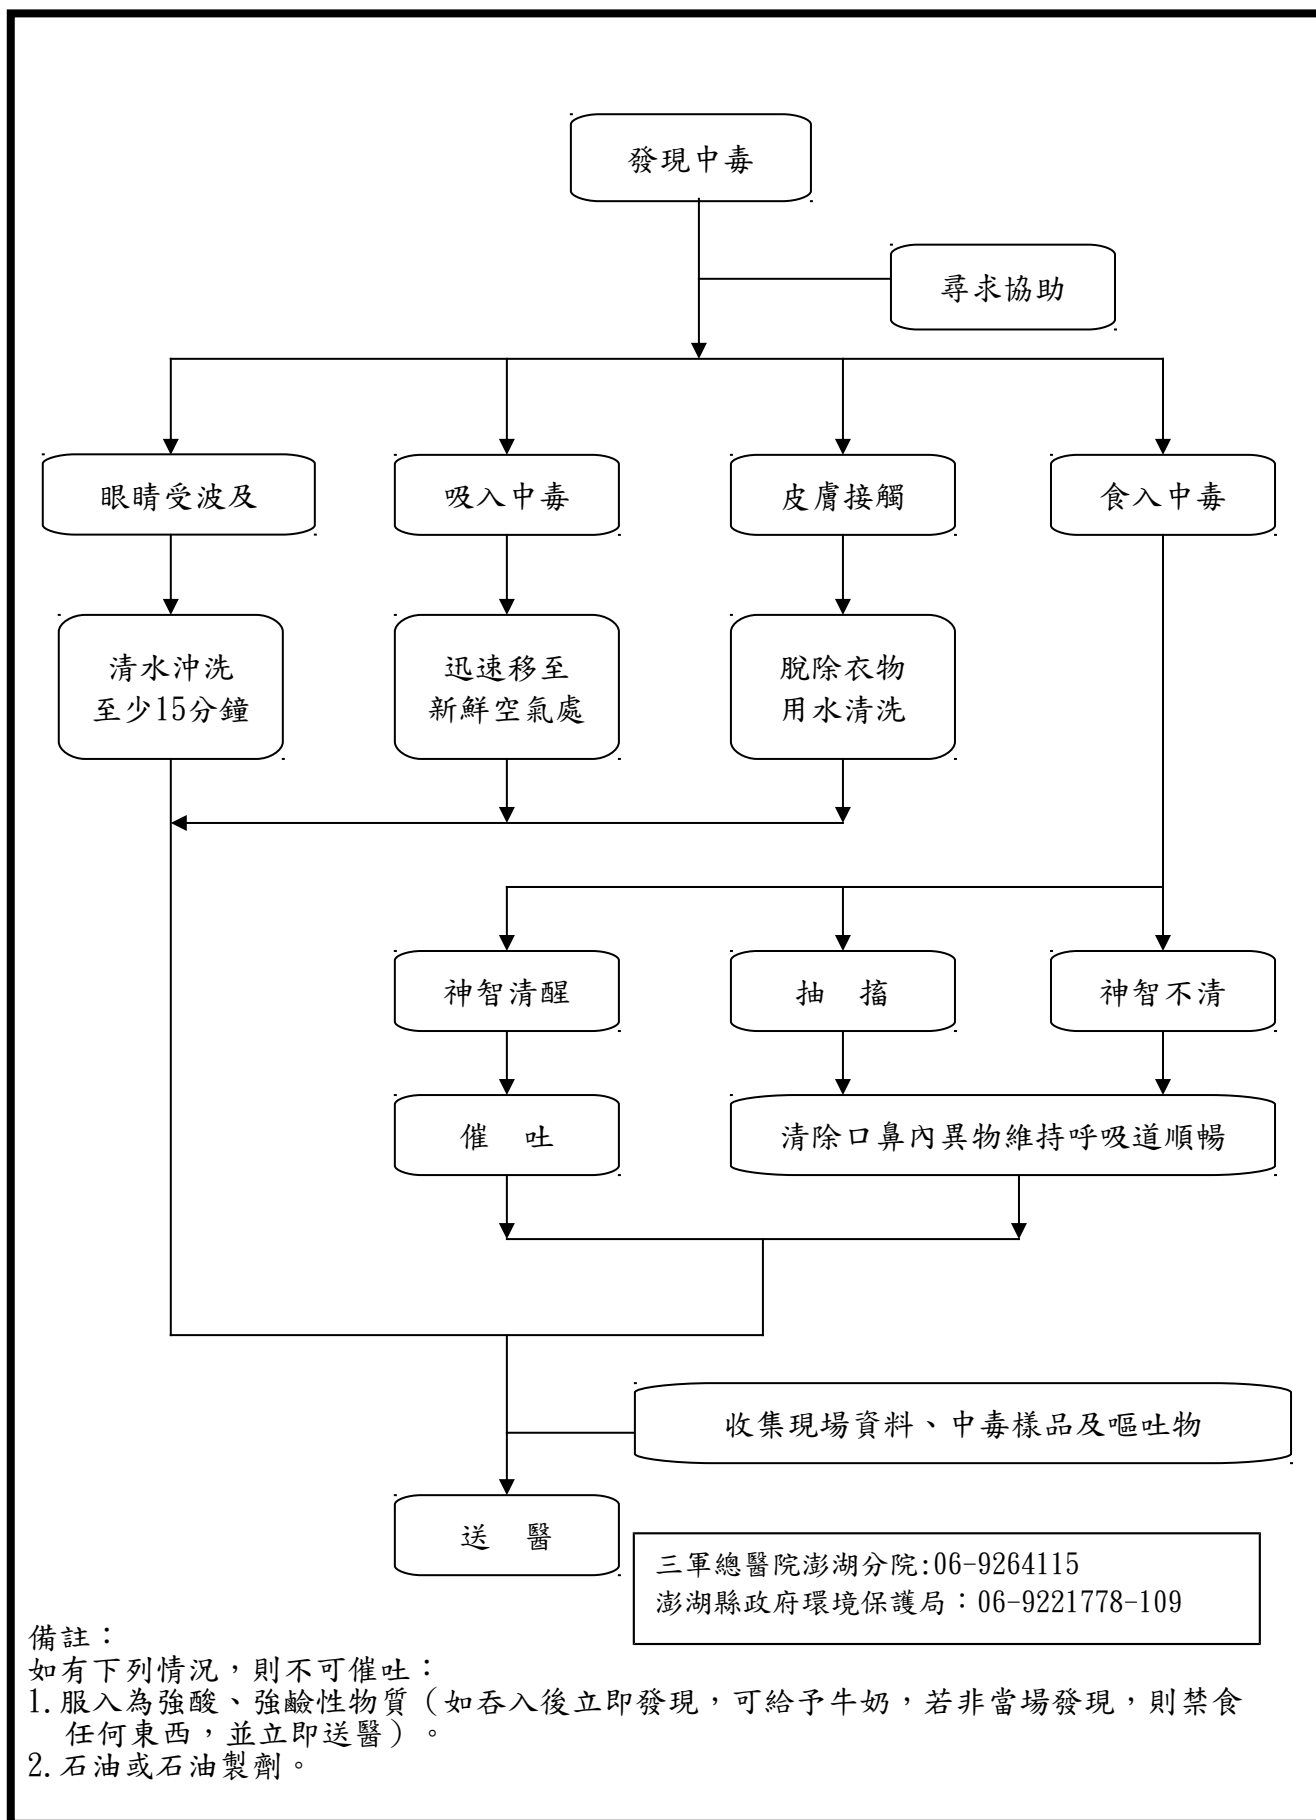 發現中毒
尋求協助
眼睛受波及
吸入中毒
皮膚接觸
食入中毒
清水沖洗
至少15分鐘
迅速移至
新鮮空氣處
脫除衣物
用水清洗
神智清醒
抽 搐
神智不清
催 吐
清除口鼻內異物維持呼吸道順暢
收集現場資料、中毒樣品及嘔吐物
送 醫
三軍總醫院澎湖分院:06-9264115
澎湖縣政府環境保護局：06-9221778-109
備註：
如有下列情況，則不可催吐：
1.服入為強酸、強鹼性物質（如吞入後立即發現，可給予牛奶，若非當場發現，則禁食
任何東西，並立即送醫）。
2.石油或石油製劑。